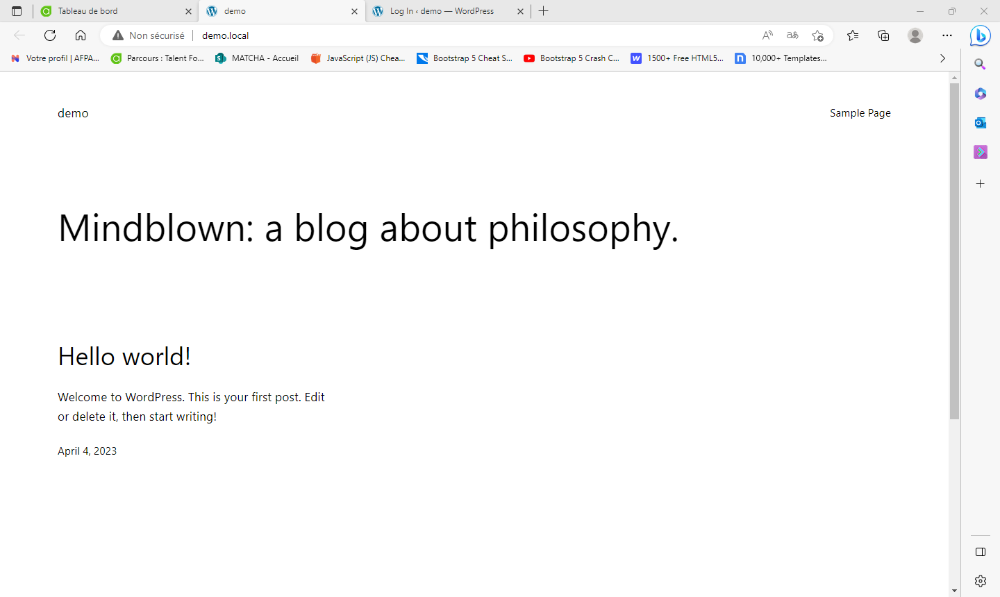 Tableau de bord
demo
Log In ‹ demo — WordPress
Non sécurisé
demo.local
Votre profil | AFPA...
Parcours : Talent Fo...
MATCHA - Accueil
JavaScript (JS) Chea...
Bootstrap 5 Cheat S...
Bootstrap 5 Crash C...
1500+ Free HTML5...
10,000+ Templates...
demo
Sample Page
Mindblown: a blog about philosophy.
Hello world!
Welcome to WordPress. This is your first post. Edit
or delete it, then start writing!
April 4, 2023